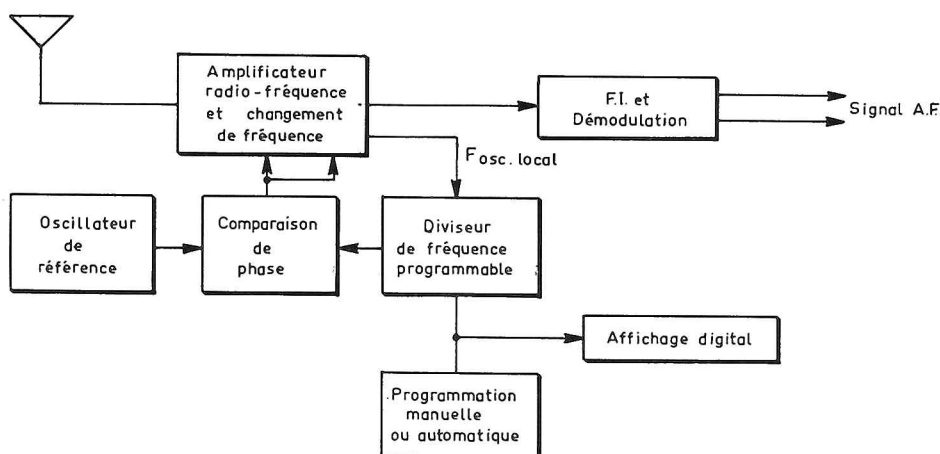 Amplificateur
radio-fréquence
et changement
de fréquence
F.I. et
Démodulation
Signal A.F.
Fosc. local
Oscillateur
de
référence
Comparaison
de
phase
Diviseur
de fréquence
programmable
Affichage digital
Programmation
manuelle
ou automatique